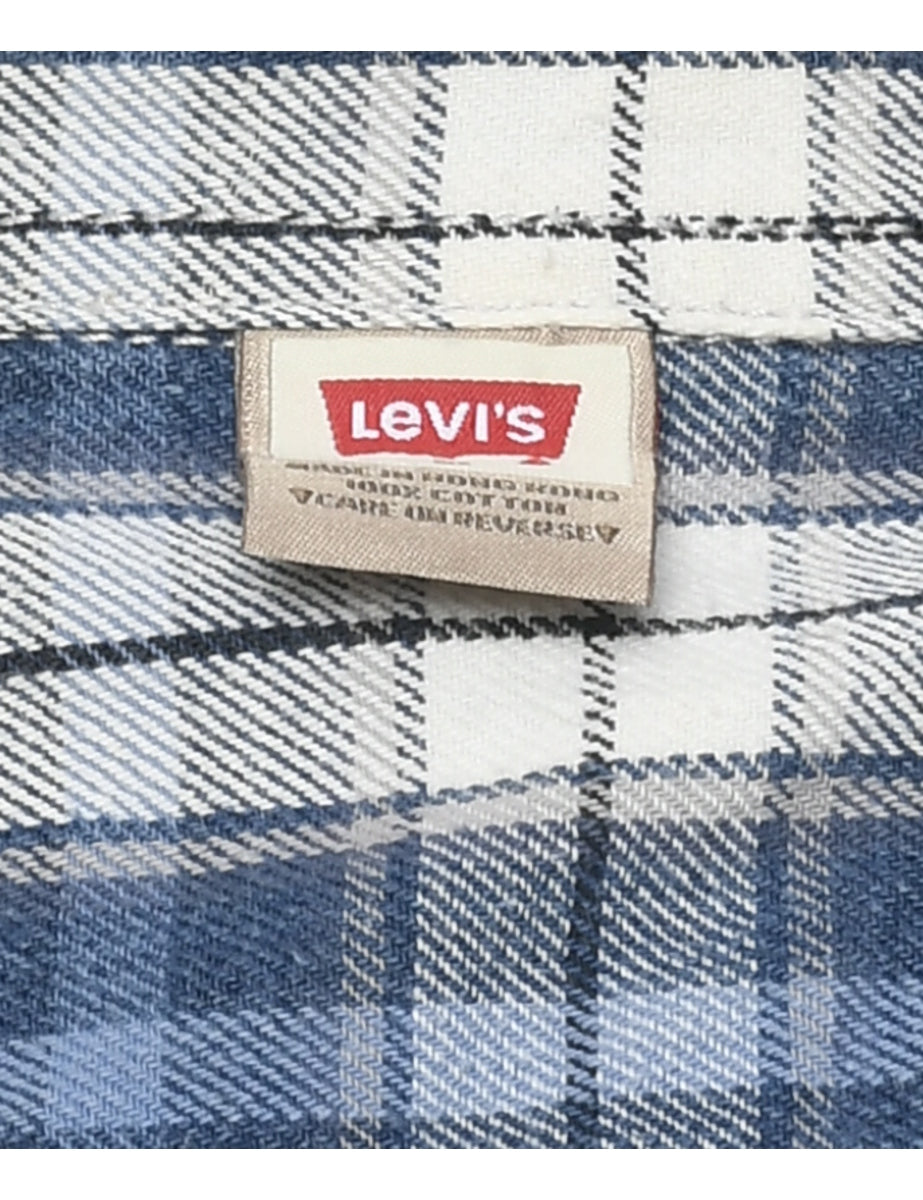 LeVI'S
MADE IN HONG KONG
100% COTTON
CARE ON REVERSE